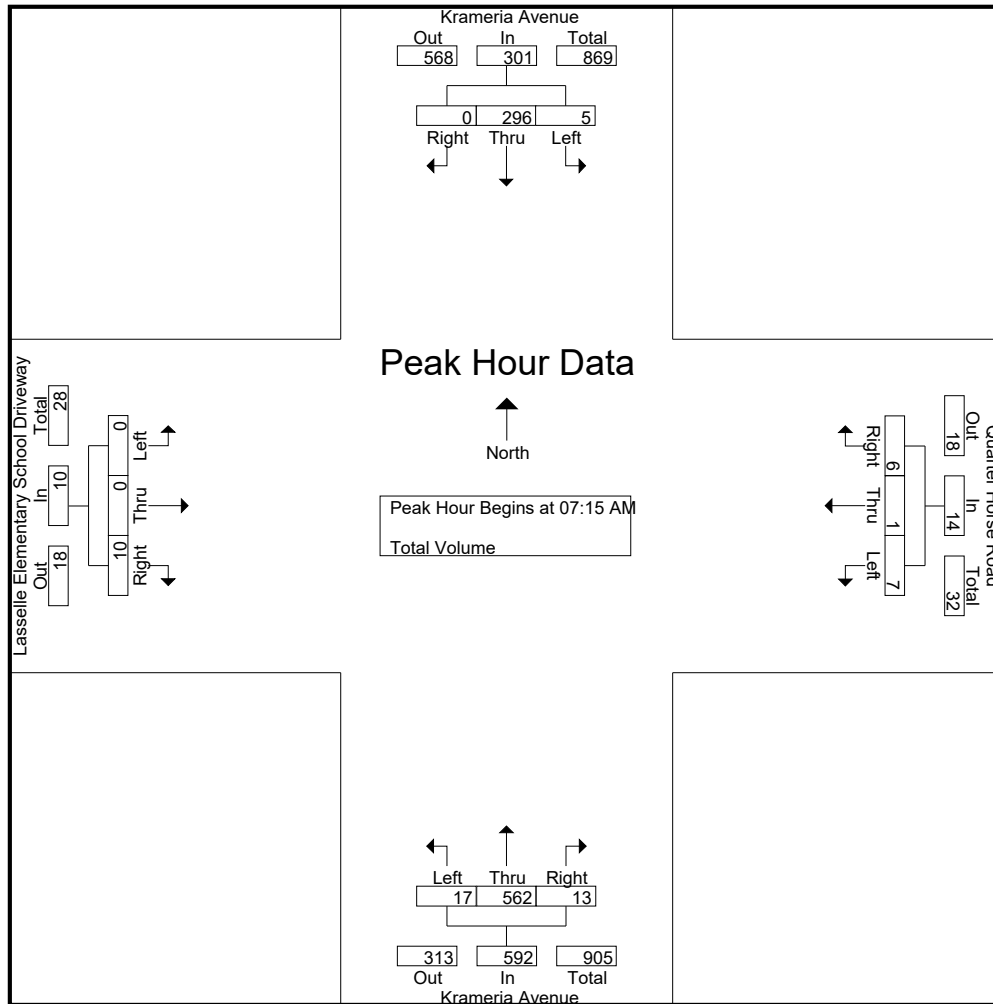 Krameria Avenue
Out In Total
568 301 869
0 296 5
Right Thru Left
Peak Hour Data
North
Peak Hour Begins at 07:15 AM
Total Volume
Lasselle Elementary School Driveway
Out In Total
18 10 28
10 0 0
Right Thru Left
Quarter Horse Road
Out In Total
18 14 32
Right Thru Left
6 1 7
Left Thru Right
17 562 13
313 592 905
Out In Total
Krameria Avenue